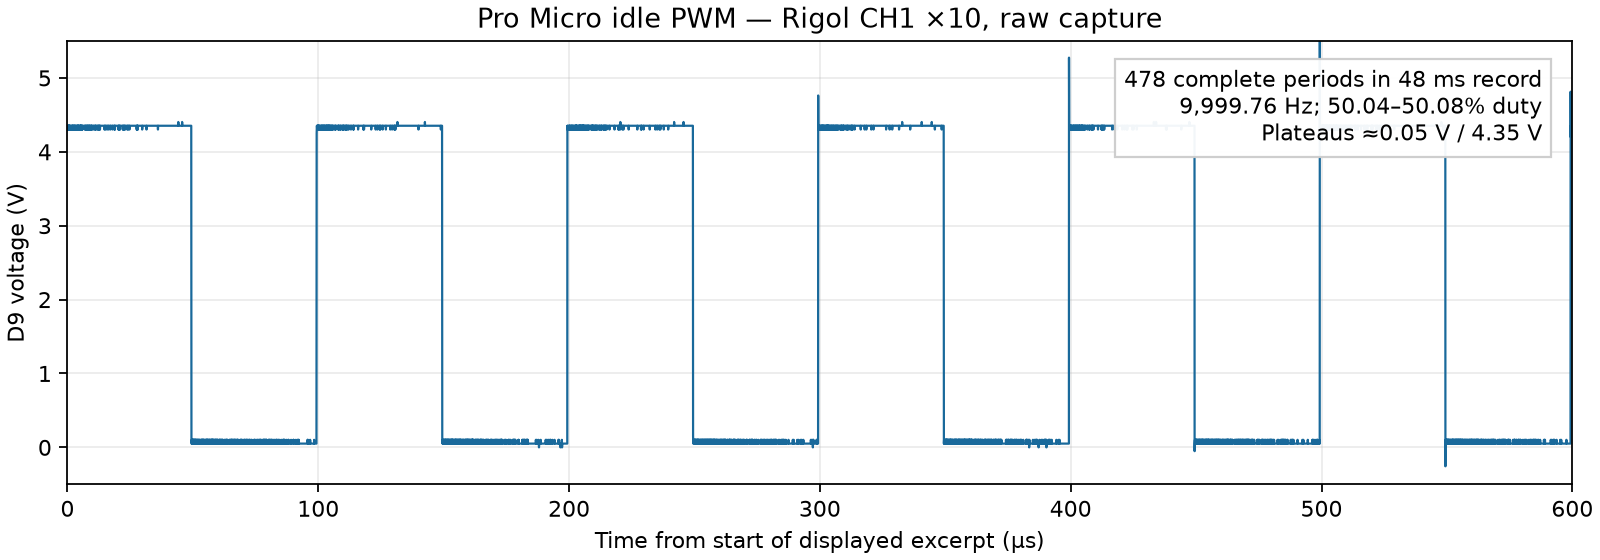 Pro Micro idle PWM — Rigol CH1 ×10, raw capture
478 complete periods in 48 ms record
9,999.76 Hz; 50.04–50.08% duty
Plateaus ≈0.05 V / 4.35 V
D9 voltage (V)
5
4
3
2
1
0
0 100 200 300 400 500 600
Time from start of displayed excerpt (µs)